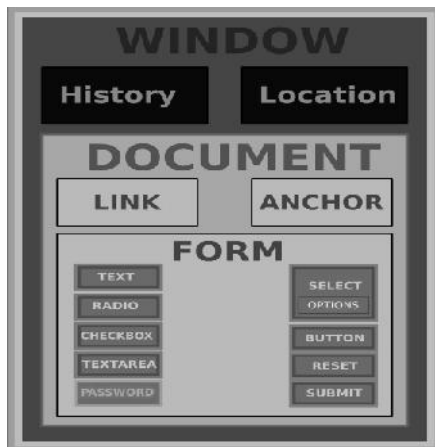 WINDOW
History
Location
DOCUMENT
LINK
ANCHOR
FORM
TEXT
RADIO
CHECKBOX
TEXTAREA
PASSWORD
SELECT
OPTIONS
BUTTON
RESET
SUBMIT